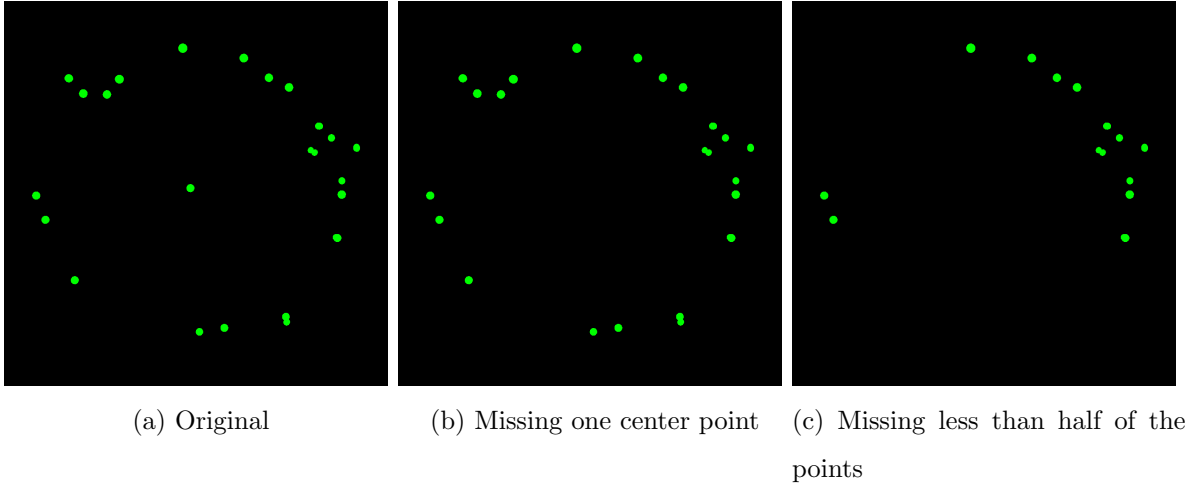 (a) Original
(b) Missing one center point
(c) Missing less than half of the
points